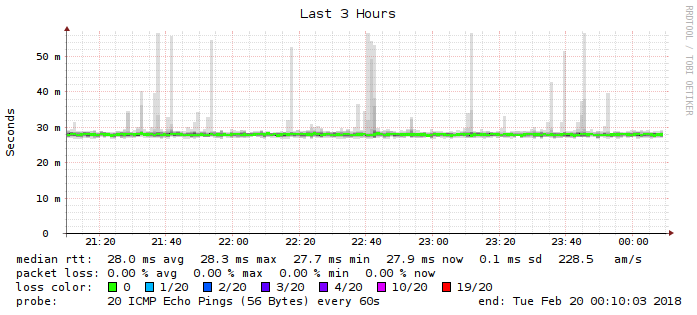 Last 3 Hours
RRDTOOL / TOBI OETIKER
Seconds
50 m
40 m
30 m
20 m
10 m
0
21:20 21:40 22:00 22:20 22:40 23:00 23:20 23:40 00:00
median rtt: 28.0 ms avg 28.3 ms max 27.7 ms min 27.9 ms now 0.1 ms sd 228.5 am/s
packet loss: 0.00 % avg 0.00 % max 0.00 % min 0.00 % now
loss color: 0 1/20 2/20 3/20 4/20 10/20 19/20
probe: 20 ICMP Echo Pings (56 Bytes) every 60s end: Tue Feb 20 00:10:03 2018